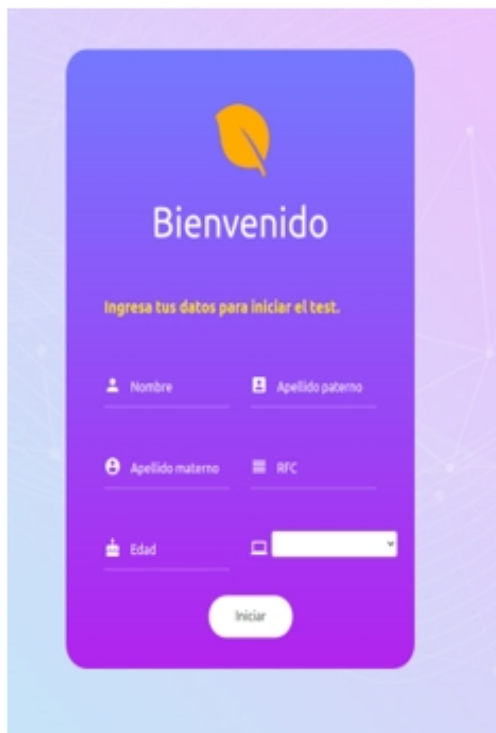 Bienvenido
Ingresa tus datos para iniciar el test.
Nombre
Apellido paterno
Apellido materno
RFC
Edad
Iniciar